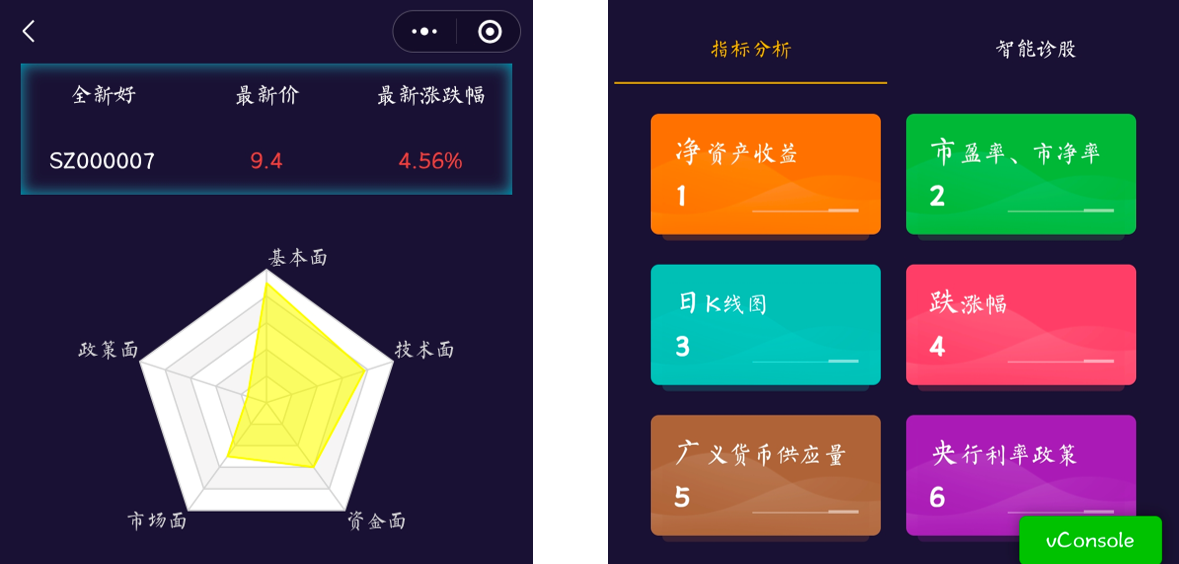 全新好 最新价 最新涨跌幅
SZ000007 9.4 4.56%
基本面
政策面 技术面
市场面 资金面
指标分析 智能诊股
净资产收益
1
市盈率、市净率
2
日K线图
3
跌涨幅
4
广义货币供应量
5
央行利率政策
6
vConsole